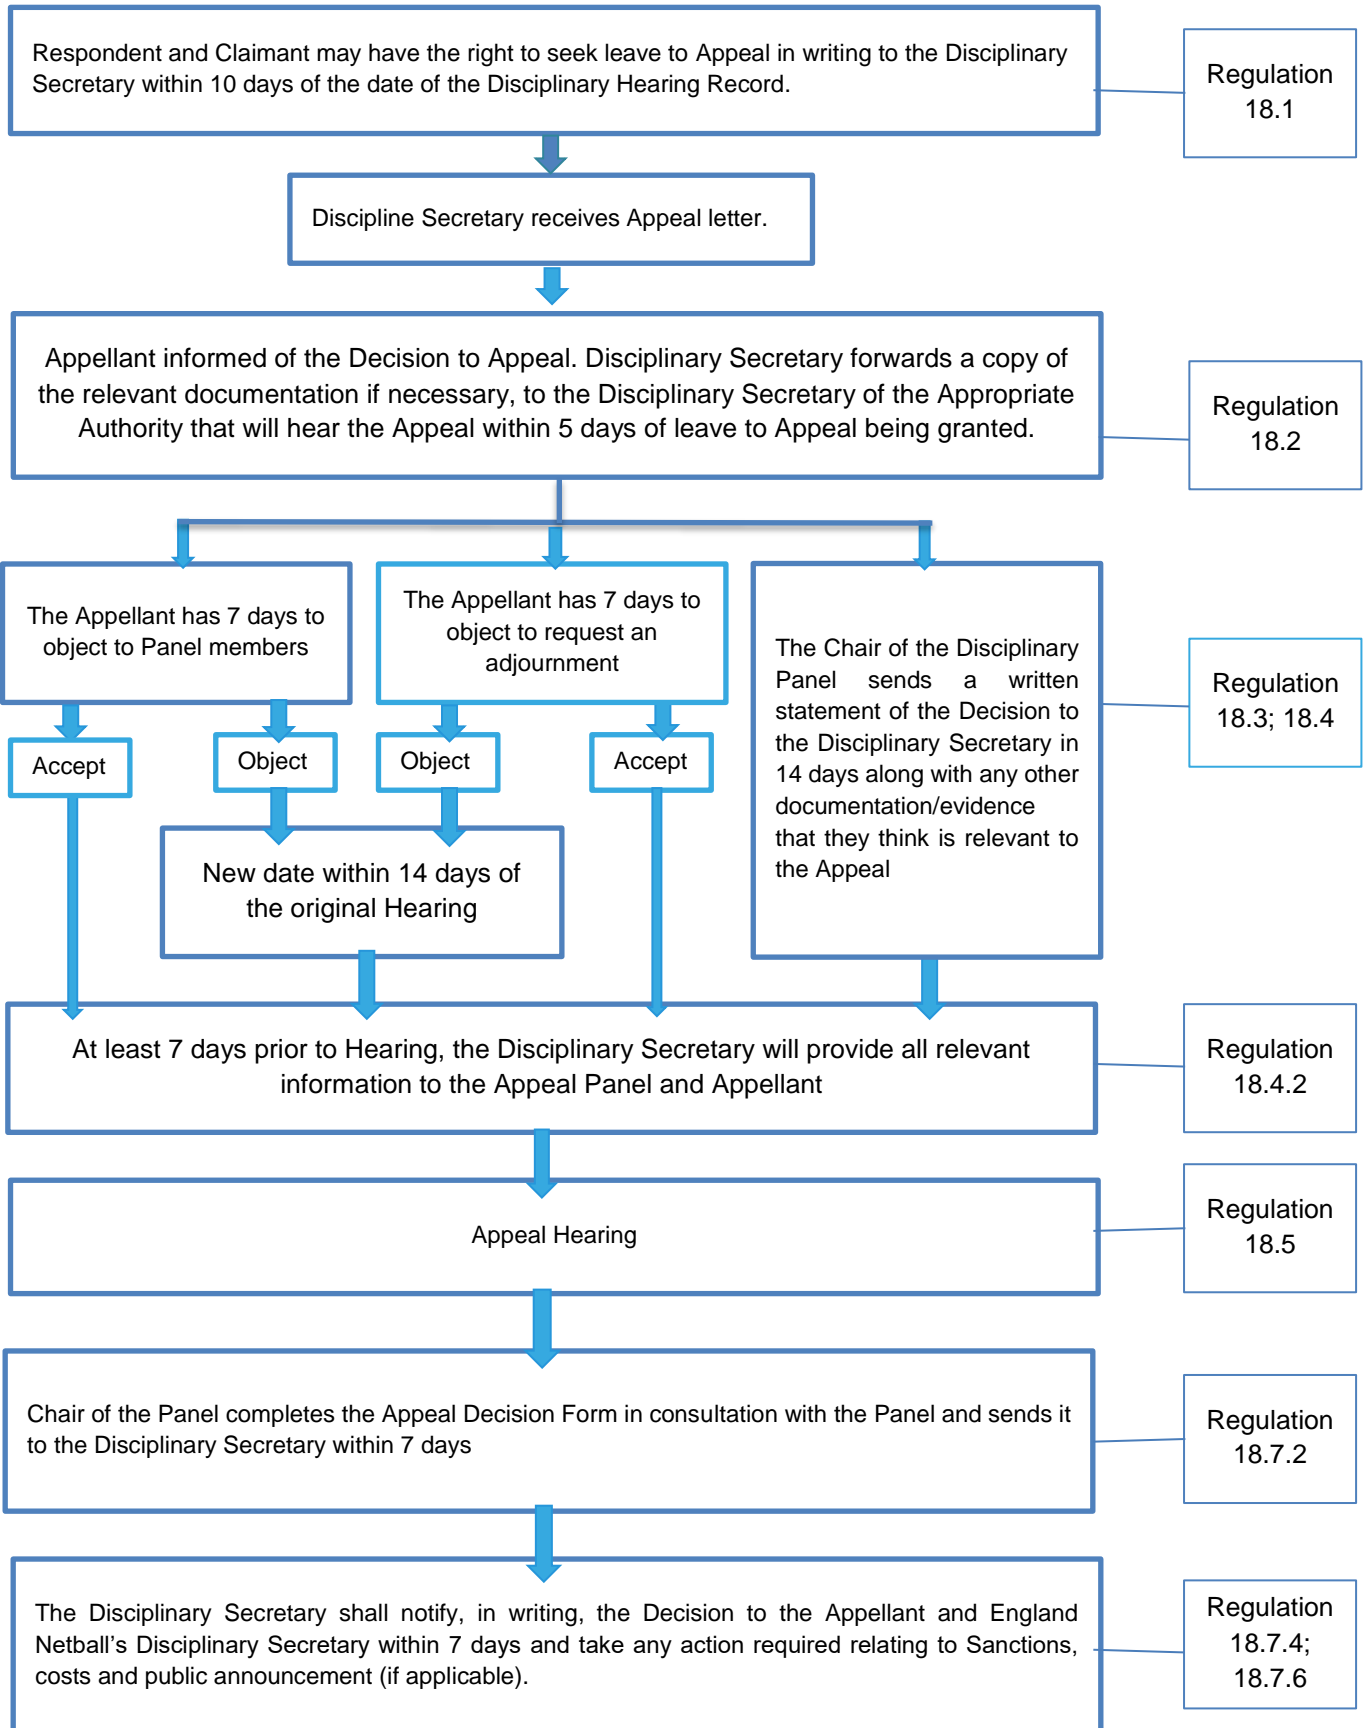 Respondent and Claimant may have the right to seek leave to Appeal in writing to the Disciplinary
Secretary within 10 days of the date of the Disciplinary Hearing Record.
Regulation
18.1
Discipline Secretary receives Appeal letter.
Appellant informed of the Decision to Appeal. Disciplinary Secretary forwards a copy of
the relevant documentation if necessary, to the Disciplinary Secretary of the Appropriate
Authority that will hear the Appeal within 5 days of leave to Appeal being granted.
Regulation
18.2
The Appellant has 7 days to
object to Panel members
The Appellant has 7 days to
object to request an
adjournment
The Chair of the Disciplinary
Panel sends a written
statement of the Decision to
the Disciplinary Secretary in
14 days along with any other
documentation/evidence
that they think is relevant to
the Appeal
Regulation
18.3; 18.4
Accept
Object
Object
Accept
New date within 14 days of
the original Hearing
At least 7 days prior to Hearing, the Disciplinary Secretary will provide all relevant
information to the Appeal Panel and Appellant
Regulation
18.4.2
Appeal Hearing
Regulation
18.5
Chair of the Panel completes the Appeal Decision Form in consultation with the Panel and sends it
to the Disciplinary Secretary within 7 days
Regulation
18.7.2
The Disciplinary Secretary shall notify, in writing, the Decision to the Appellant and England
Netball’s Disciplinary Secretary within 7 days and take any action required relating to Sanctions,
costs and public announcement (if applicable).
Regulation
18.7.4;
18.7.6